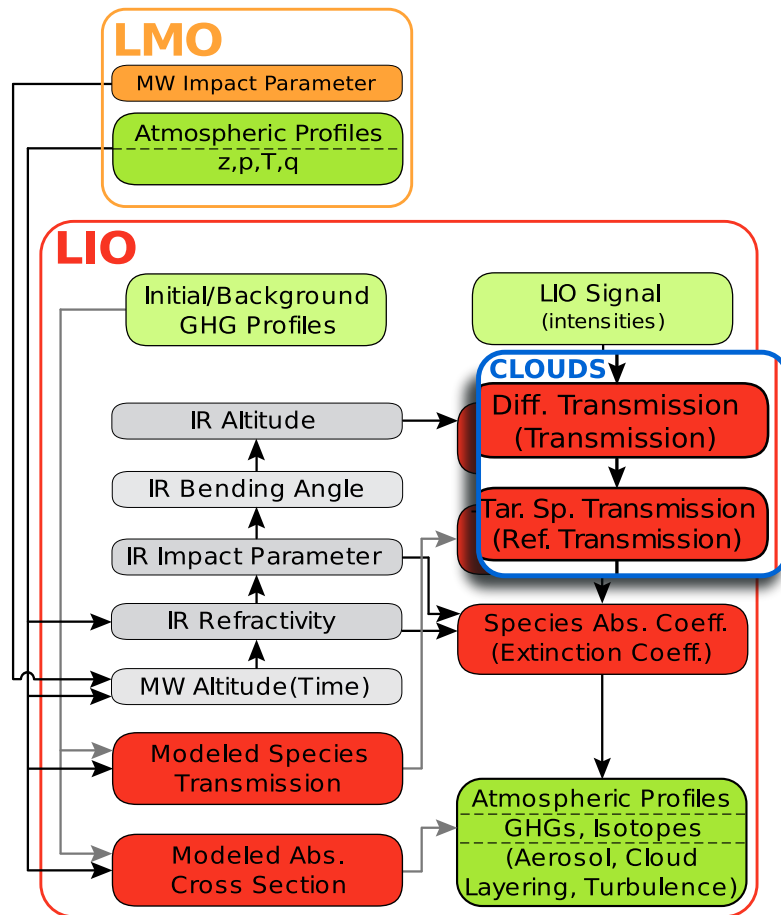 LMO
MW Impact Parameter
Atmospheric Profiles
z,p,T,q
LIO
Initial/Background
GHG Profiles
LIO Signal
(intensities)
CLOUDS
Diff. Transmission
(Transmission)
IR Altitude
IR Bending Angle
Tar. Sp. Transmission
(Ref. Transmission)
IR Impact Parameter
IR Refractivity
Species Abs. Coeff.
(Extinction Coeff.)
MW Altitude(Time)
Modeled Species
Transmission
Atmospheric Profiles
GHGs, Isotopes
(Aerosol, Cloud
Layering, Turbulence)
Modeled Abs.
Cross Section